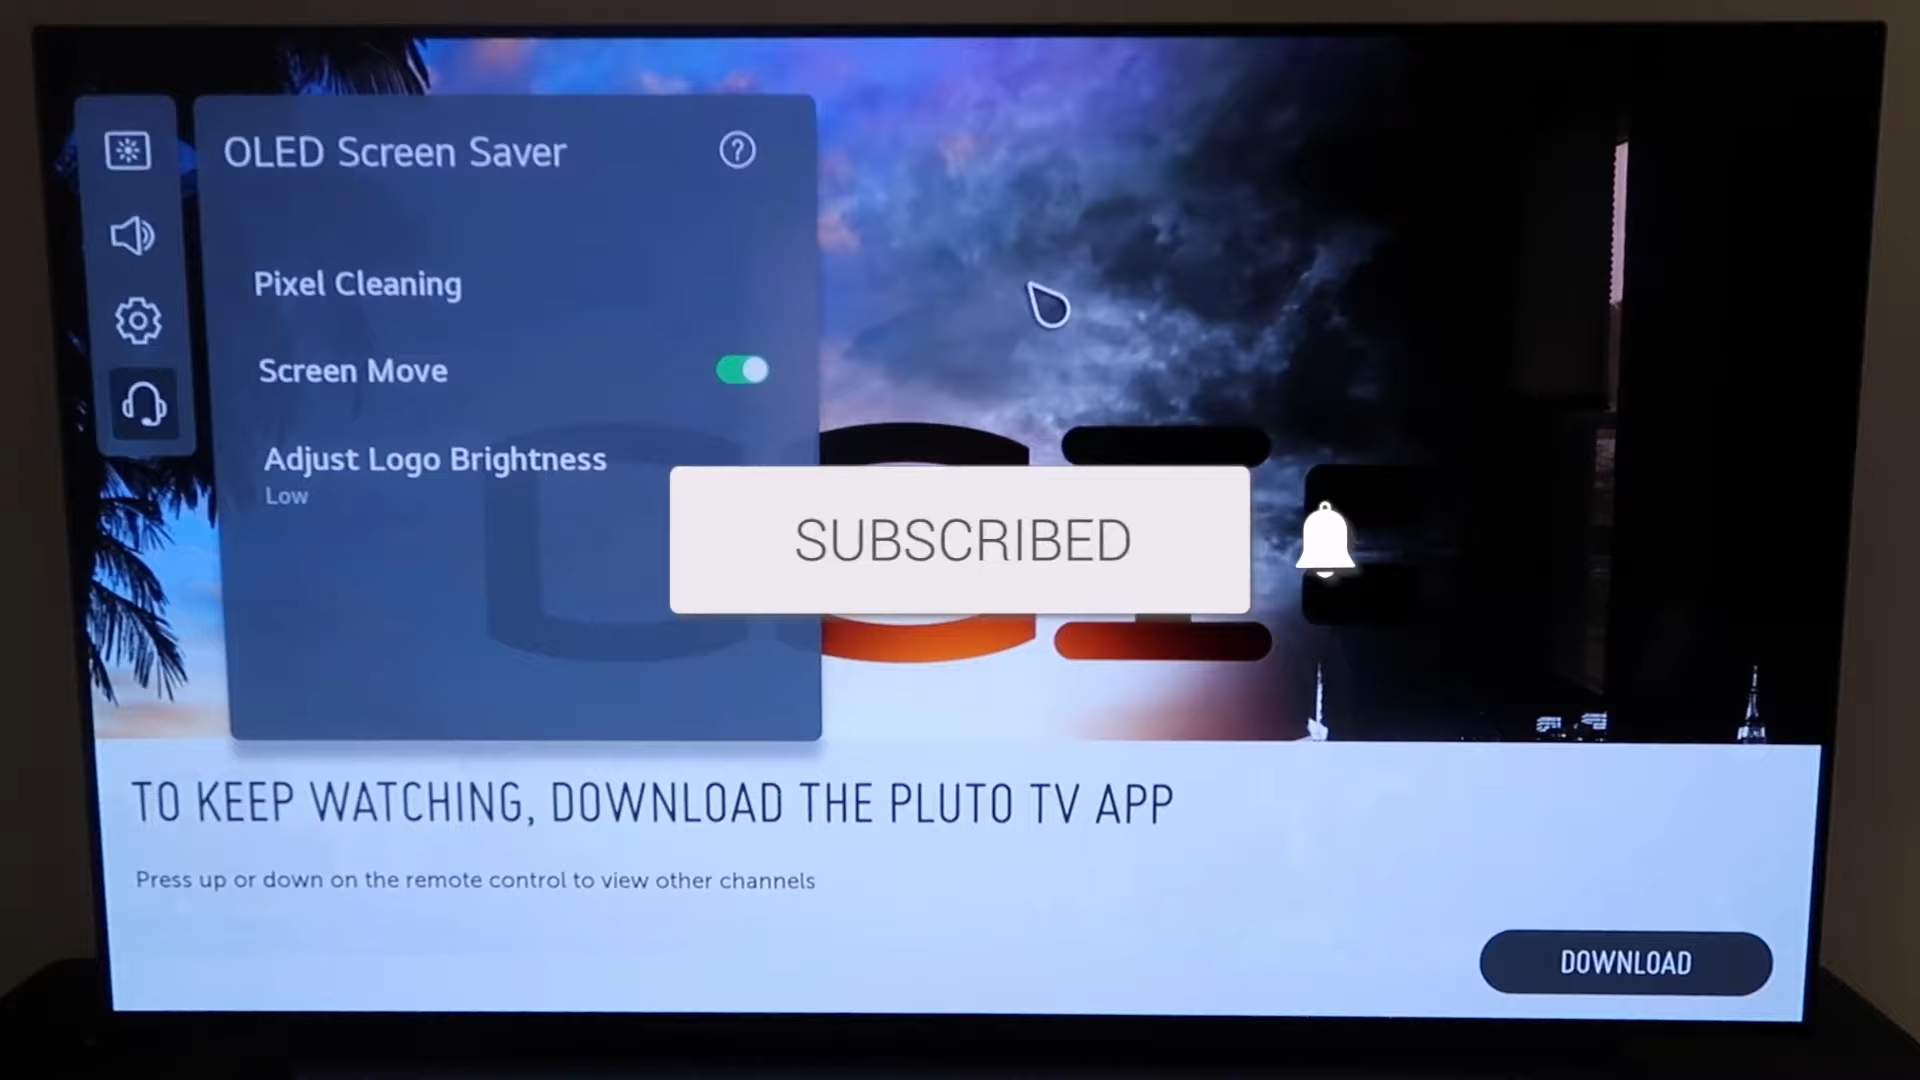 OLED Screen Saver
Pixel Cleaning
Screen Move
Adjust Logo Brightness
Low
SUBSCRIBED
TO KEEP WATCHING, DOWNLOAD THE PLUTO TV APP
Press up or down on the remote control to view other channels
DOWNLOAD